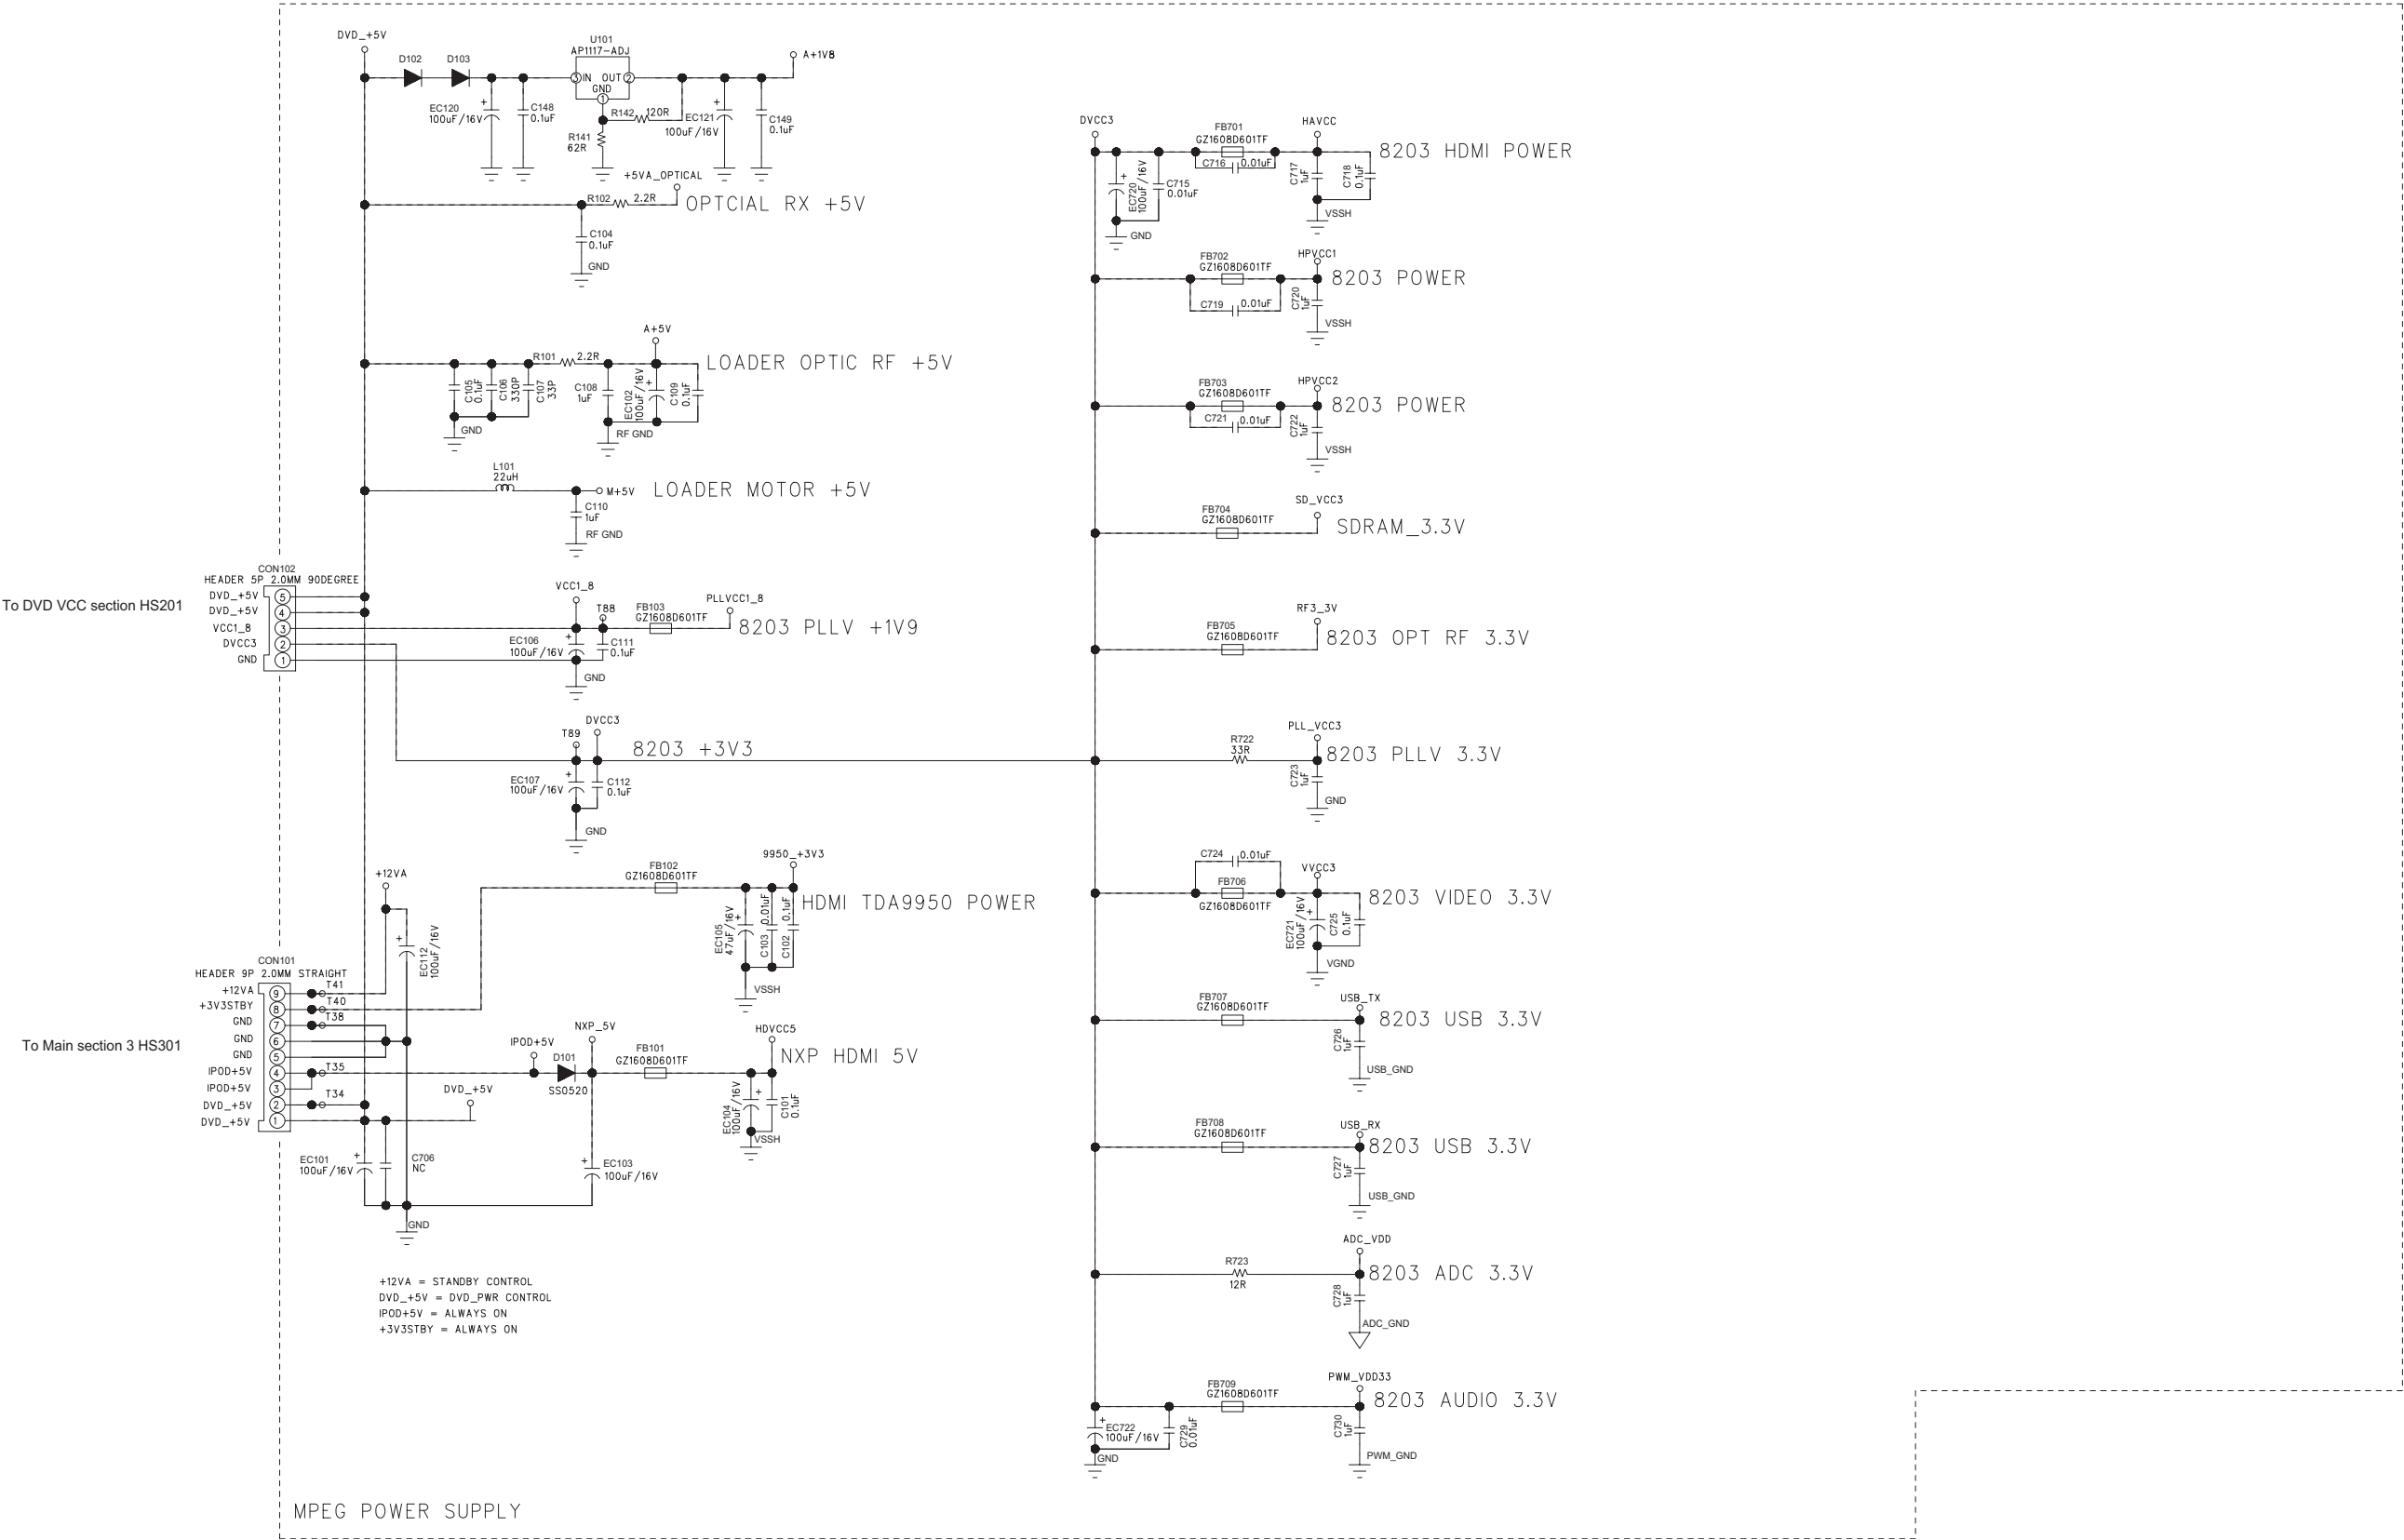 DVD_+5V
D102
D103
U101
AP1117-ADJ
3
IN
OUT
2
GND
1
A+1V8
EC120
100uF/16V
+
C148
0.1uF
R142
120R
R141
62R
EC121
100uF/16V
+
C149
0.1uF
+5VA_OPTICAL
R102
2.2R
OPTCIAL RX +5V
C104
0.1uF
GND
A+5V
R101
2.2R
LOADER OPTIC RF +5V
C105
0.1uF
C106
330P
C107
33P
C108
1uF
EC102
100uF/16V
+
C109
0.1uF
GND
RF GND
L101
22uH
M+5V
LOADER MOTOR +5V
C110
1uF
RF GND
CON102
HEADER 5P 2.0MM 90DEGREE
To DVD VCC section HS201
DVD_+5V
5
DVD_+5V
4
VCC1_8
3
DVCC3
2
GND
1
VCC1_8
T88
FB103
GZ1608D601TF
PLLVCC1_8
8203 PLLV +1V9
EC106
100uF/16V
+
C111
0.1uF
GND
T89
DVCC3
8203 +3V3
EC107
100uF/16V
+
C112
0.1uF
GND
+12VA
EC112
100uF/16V
+
FB102
GZ1608D601TF
9950_+3V3
HDMI TDA9950 POWER
EC105
47uF/16V
+
C103
0.01uF
C102
0.1uF
VSSH
CON101
HEADER 9P 2.0MM STRAIGHT
To Main section 3 HS301
+12VA
9
T41
+3V3STBY
8
T40
GND
7
T38
GND
6
GND
5
IPOD+5V
4
T35
IPOD+5V
3
DVD_+5V
2
T34
DVD_+5V
1
DVD_+5V
IPOD+5V
D101
SS0520
NXP_5V
FB101
GZ1608D601TF
HDVCC5
NXP HDMI 5V
EC104
100uF/16V
+
C101
0.1uF
VSSH
EC101
100uF/16V
+
C706
NC
EC103
100uF/16V
+
GND
+12VA = STANDBY CONTROL
DVD_+5V = DVD_PWR CONTROL
IPOD+5V = ALWAYS ON
+3V3STBY = ALWAYS ON
MPEG POWER SUPPLY
DVCC3
FB701
GZ1608D601TF
HAVCC
8203 HDMI POWER
EC720
100uF/16V
+
C715
0.01uF
C716
0.01uF
C717
1uF
C718
0.1uF
GND
VSSH
FB702
GZ1608D601TF
HPVCC1
8203 POWER
C719
0.01uF
C720
1uF
VSSH
FB703
GZ1608D601TF
HPVCC2
8203 POWER
C721
0.01uF
C722
1uF
VSSH
FB704
GZ1608D601TF
SD_VCC3
SDRAM_3.3V
FB705
GZ1608D601TF
RF3_3V
8203 OPT RF 3.3V
R722
33R
PLL_VCC3
8203 PLLV 3.3V
C723
1uF
GND
C724
0.01uF
FB706
GZ1608D601TF
VVCC3
8203 VIDEO 3.3V
EC721
100uF/16V
+
C725
0.1uF
VGND
FB707
GZ1608D601TF
USB_TX
8203 USB 3.3V
C726
1uF
USB_GND
FB708
GZ1608D601TF
USB_RX
8203 USB 3.3V
C727
1uF
USB_GND
R723
12R
ADC_VDD
8203 ADC 3.3V
C728
1uF
ADC_GND
FB709
GZ1608D601TF
PWM_VDD33
8203 AUDIO 3.3V
EC722
100uF/16V
+
C729
0.01uF
C730
1uF
GND
PWM_GND